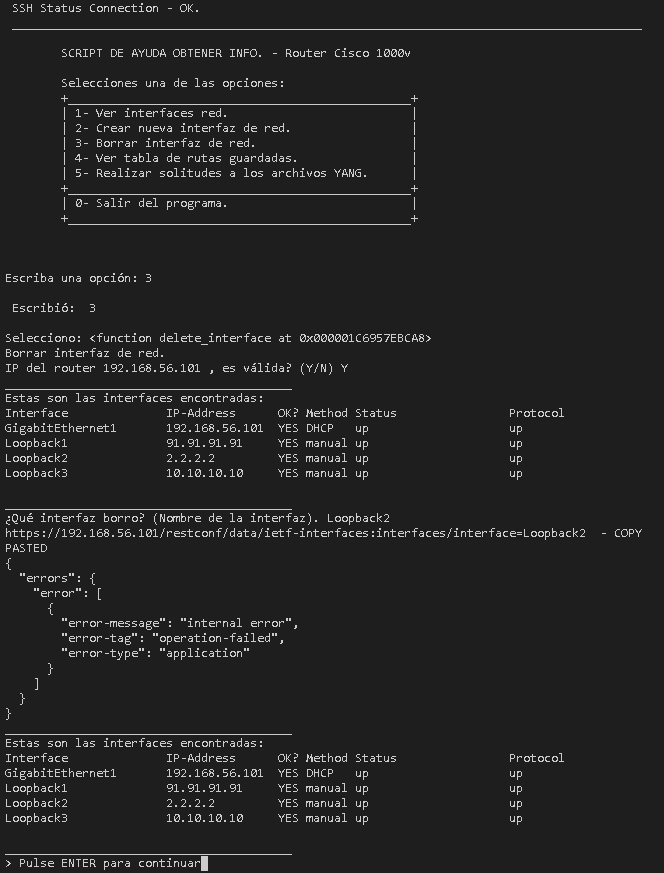 SSH Status Connection - OK.
SCRIPT DE AYUDA OBTENER INFO. - Router Cisco 1000v
Selecciones una de las opciones:
+__________________________________________________+
| 1- Ver interfaces red. |
| 2- Crear nueva interfaz de red. |
| 3- Borrar interfaz de red. |
| 4- Ver tabla de rutas guardadas. |
| 5- Realizar solitudes a los archivos YANG. |
+__________________________________________________+
| 0- Salir del programa. |
+__________________________________________________+
Escriba una opción: 3
Escribió:  3
Selecciono: <function delete_interface at 0x000001C6957EBCA8>
Borrar interfaz de red.
IP del router 192.168.56.101 , es válida? (Y/N) Y
Estas son las interfaces encontradas:
Interface              IP-Address      OK? Method Status                Protocol
GigabitEthernet1       192.168.56.101  YES DHCP   up                    up
Loopback1              91.91.91.91     YES manual up                    up
Loopback2              2.2.2.2         YES manual up                    up
Loopback3              10.10.10.10     YES manual up                    up
¿Qué interfaz borro? (Nombre de la interfaz). Loopback2
https://192.168.56.101/restconf/data/ietf-interfaces:interfaces/interface=Loopback2  - COPY
PASTED
{
  "errors": {
    "error": [
      {
        "error-message": "internal error",
        "error-tag": "operation-failed",
        "error-type": "application"
      }
    ]
  }
}
Estas son las interfaces encontradas:
Interface              IP-Address      OK? Method Status                Protocol
GigabitEthernet1       192.168.56.101  YES DHCP   up                    up
Loopback1              91.91.91.91     YES manual up                    up
Loopback2              2.2.2.2         YES manual up                    up
Loopback3              10.10.10.10     YES manual up                    up
> Pulse ENTER para continuar